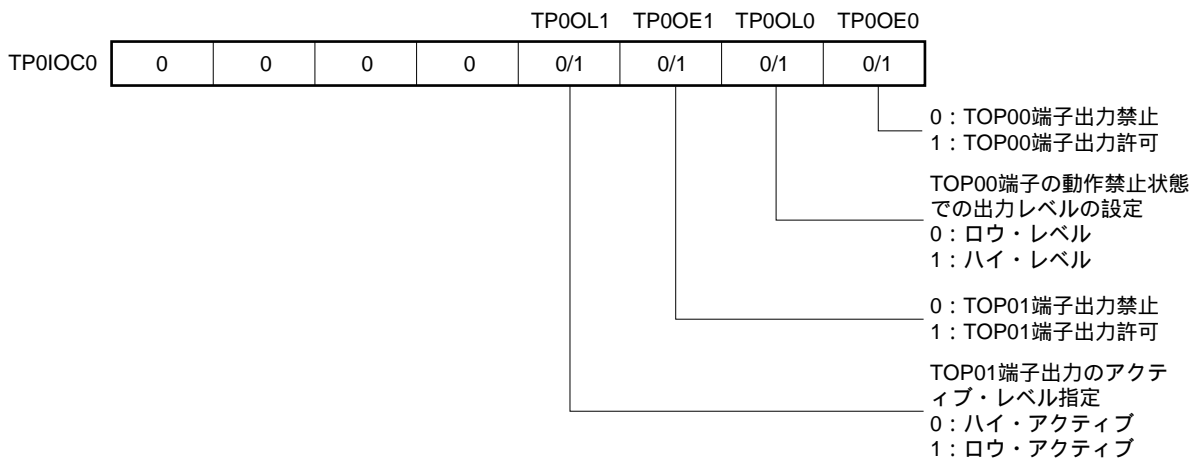 TP0OL1 TP0OE1 TP0OL0 TP0OE0
TP0IOC0 0 0 0 0 0/1 0/1 0/1 0/1
0：TOP00端子出力禁止
1：TOP00端子出力許可
TOP00端子の動作禁止状態
での出力レベルの設定
0：ロウ・レベル
1：ハイ・レベル
0：TOP01端子出力禁止
1：TOP01端子出力許可
TOP01端子出力のアクテ
ィブ・レベル指定
0：ハイ・アクティブ
1：ロウ・アクティブ